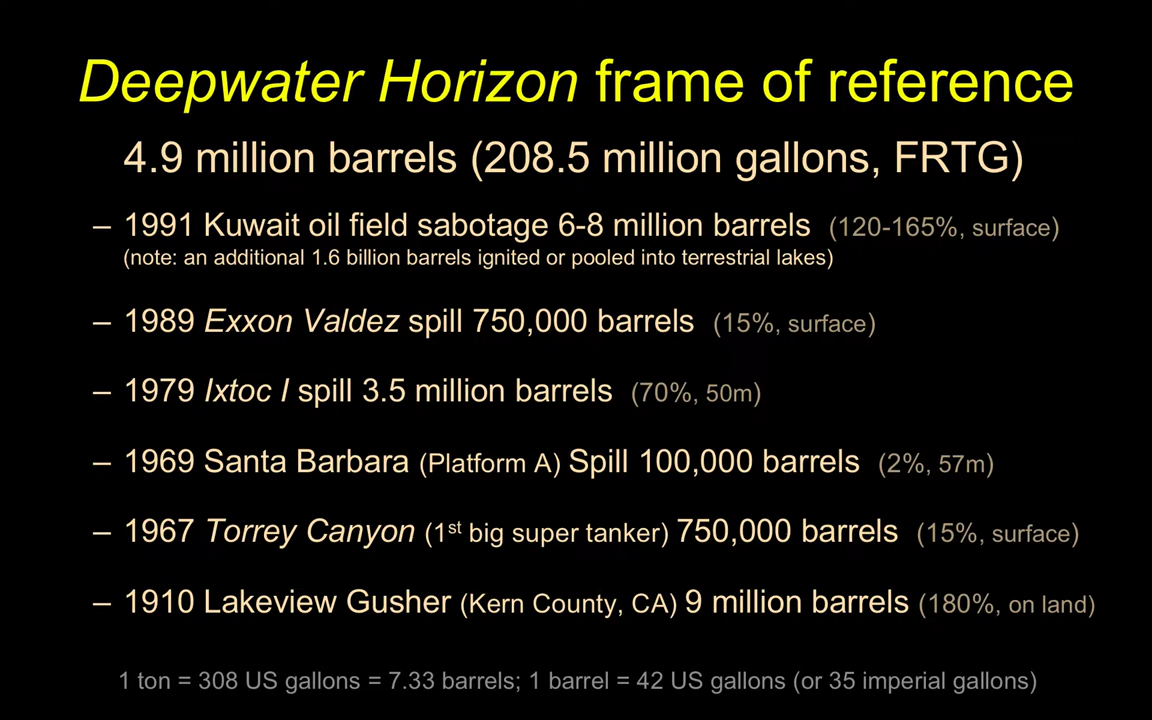 Deepwater Horizon frame of reference
4.9 million barrels (208.5 million gallons, FRTG)
– 1991 Kuwait oil field sabotage 6-8 million barrels (120-165%, surface)
(note: an additional 1.6 billion barrels ignited or pooled into terrestrial lakes)
– 1989 Exxon Valdez spill 750,000 barrels (15%, surface)
– 1979 Ixtoc I spill 3.5 million barrels (70%, 50m)
– 1969 Santa Barbara (Platform A) Spill 100,000 barrels (2%, 57m)
– 1967 Torrey Canyon (1st big super tanker) 750,000 barrels (15%, surface)
– 1910 Lakeview Gusher (Kern County, CA) 9 million barrels (180%, on land)
1 ton = 308 US gallons = 7.33 barrels; 1 barrel = 42 US gallons (or 35 imperial gallons)